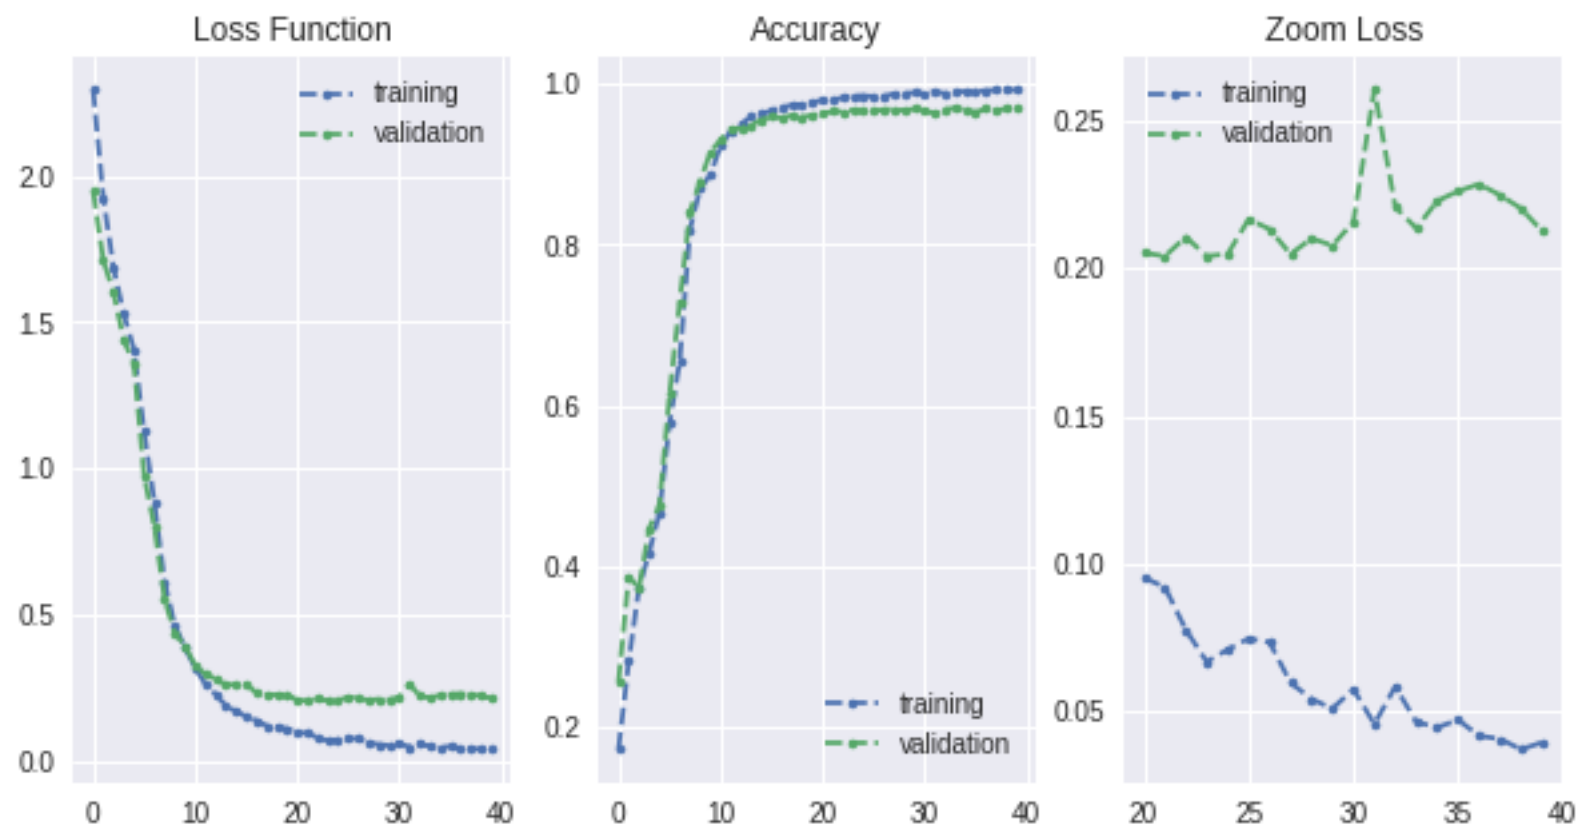 Loss Function
training
validation
2.0
1.5
1.0
0.5
0.0
0 10 20 30 40
Accuracy
1.0
0.8
0.6
0.4
0.2
training
validation
0 10 20 30 40
Zoom Loss
training
validation
0.25
0.20
0.15
0.10
0.05
20 25 30 35 40